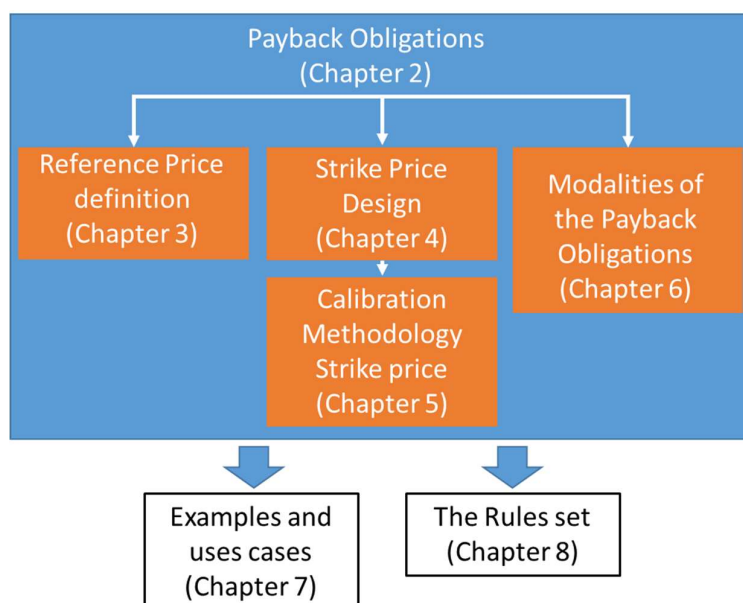 Payback Obligations
(Chapter 2)
Reference Price
definition
(Chapter 3)
Strike Price
Design
(Chapter 4)
Modalities of
the Payback
Obligations
(Chapter 6)
Calibration
Methodology
Strike price
(Chapter 5)
Examples and
uses cases
(Chapter 7)
The Rules set
(Chapter 8)